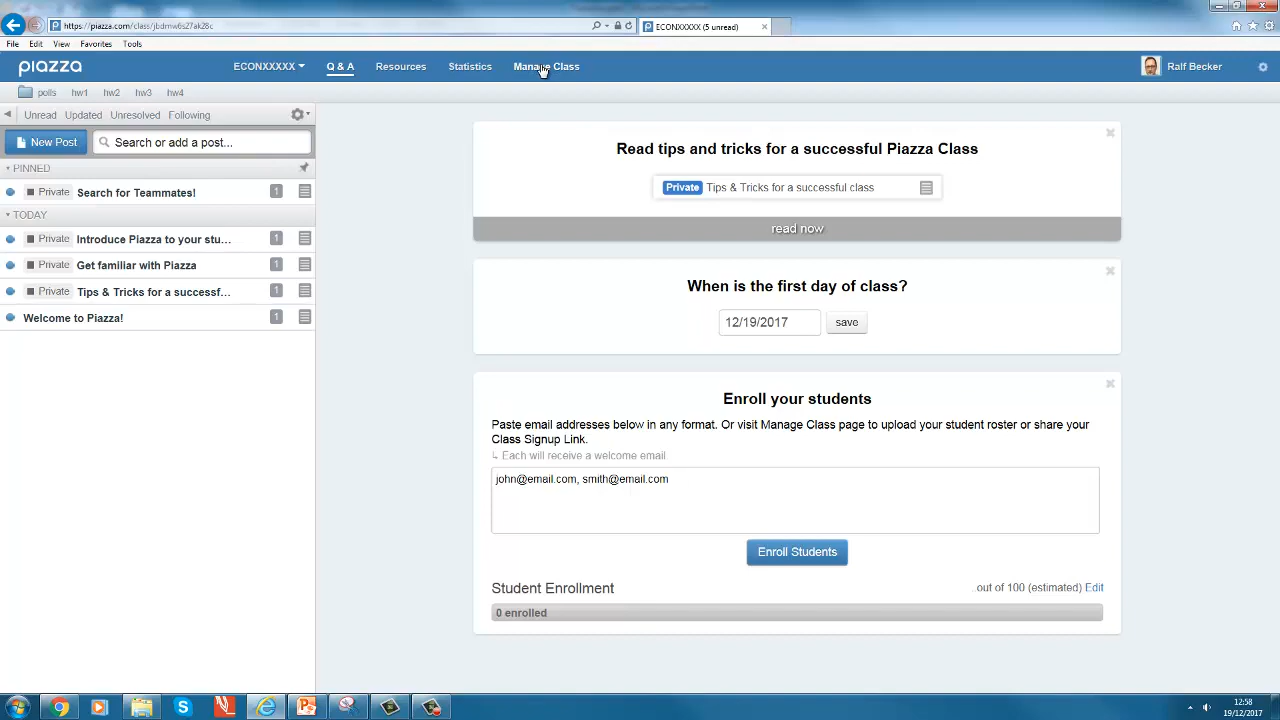 https://piazza.com/class/jbdmw6s27ak28c
ECONXXXXX (5 unread)
File Edit View Favorites Tools
piazza
ECONXXXXX Q & A Resources Statistics Manage Class
Ralf Becker
polls hw1 hw2 hw3 hw4
Unread Updated Unresolved Following
New Post
Search or add a post...
PINNED
Private Search for Teammates! 1
TODAY
Private Introduce Piazza to your stu... 1
Private Get familiar with Piazza 1
Private Tips & Tricks for a successf... 1
Welcome to Piazza! 1
Read tips and tricks for a successful Piazza Class
Private Tips & Tricks for a successful class
read now
When is the first day of class?
12/19/2017 save
Enroll your students
Paste email addresses below in any format. Or visit Manage Class page to upload your student roster or share your
Class Signup Link.
Each will receive a welcome email.
john@email.com, smith@email.com
Enroll Students
Student Enrollment
..out of 100 (estimated) Edit
0 enrolled
12:58
19/12/2017